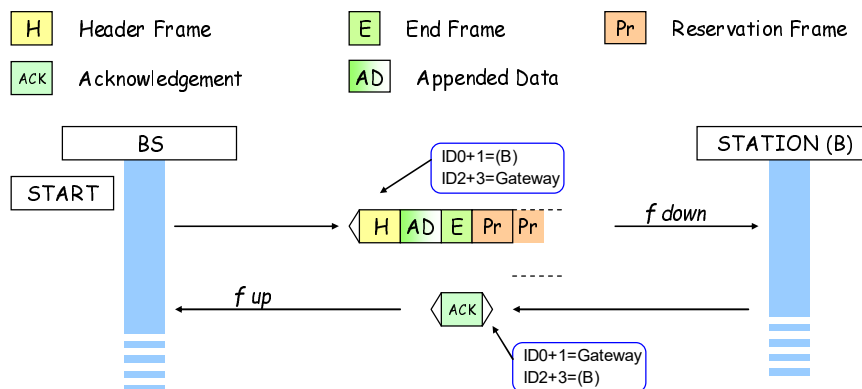 H Header Frame E End Frame Pr Reservation Frame
ACK Acknowledgement AD Appended Data
BS STATION (B)
ID0+1=(B)
ID2+3=Gateway
START
H AD E Pr Pr f down
f up ACK
ID0+1=Gateway
ID2+3=(B)